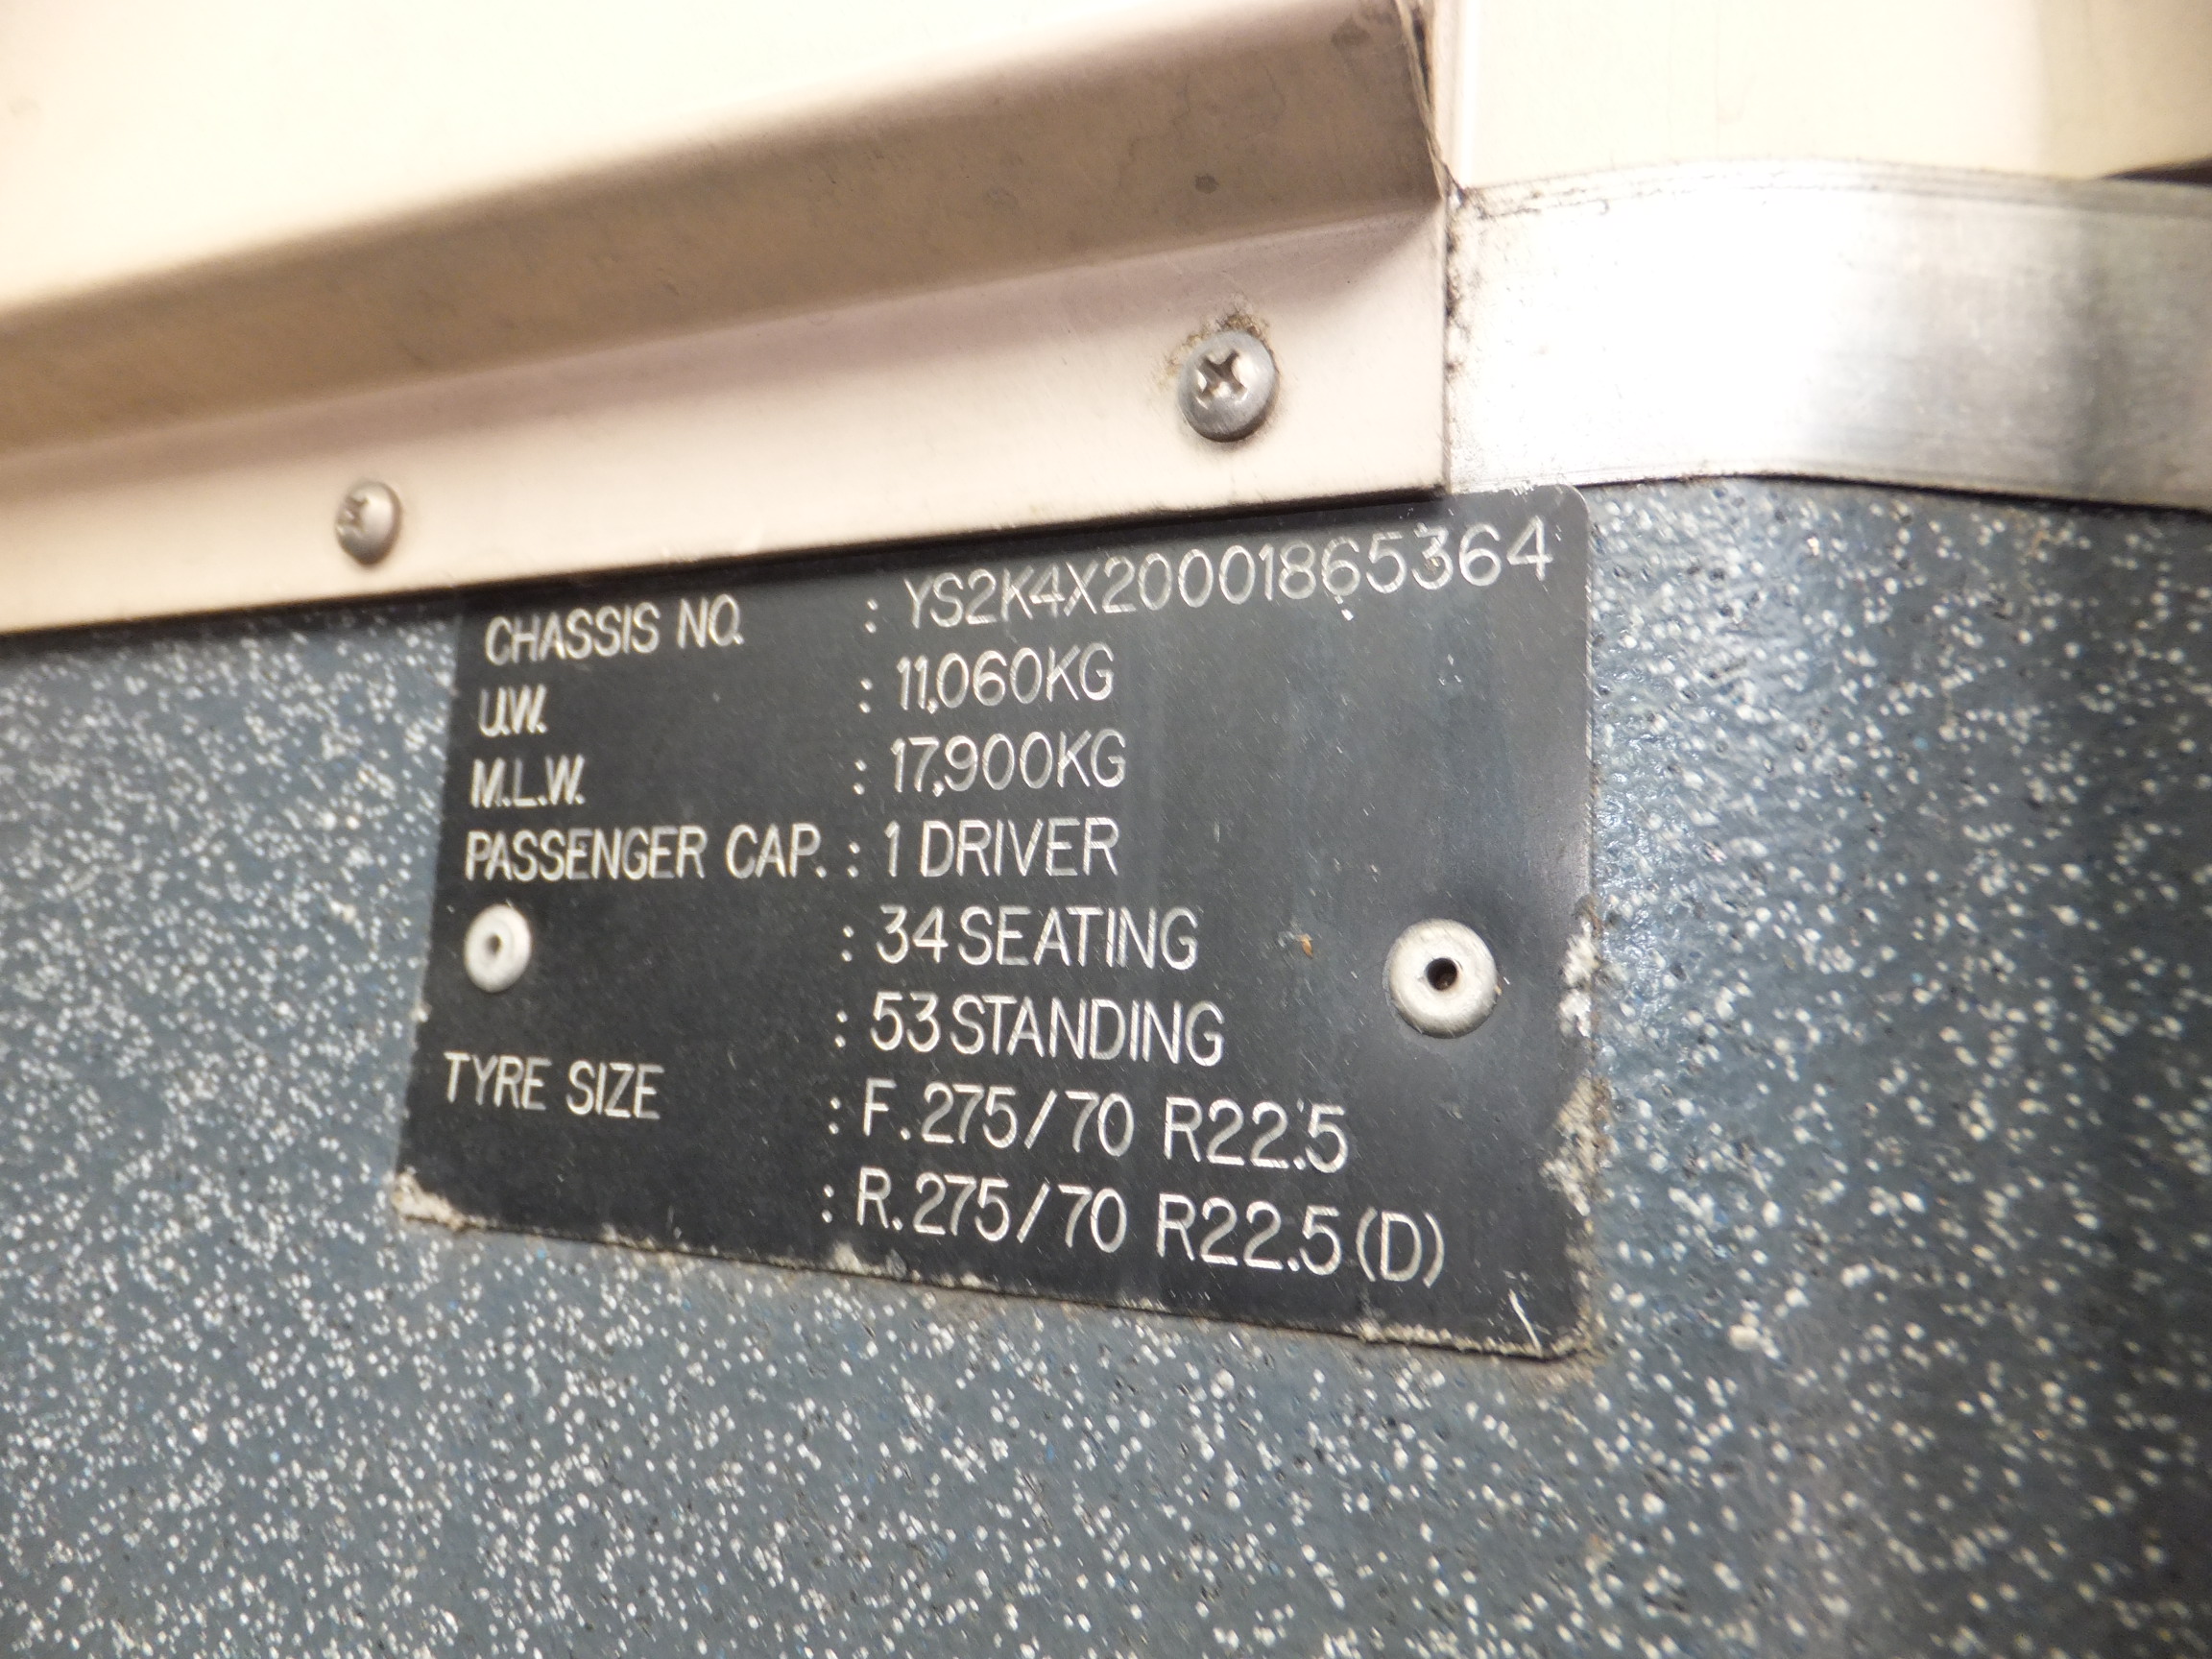 CHASSIS NO. : YS2K4X20001865364
U.W. : 11,060KG
M.L.W. : 17,900KG
PASSENGER CAP. : 1 DRIVER
: 34 SEATING
: 53 STANDING
TYRE SIZE : F. 275/70 R22.5
: R. 275/70 R22.5 (D)